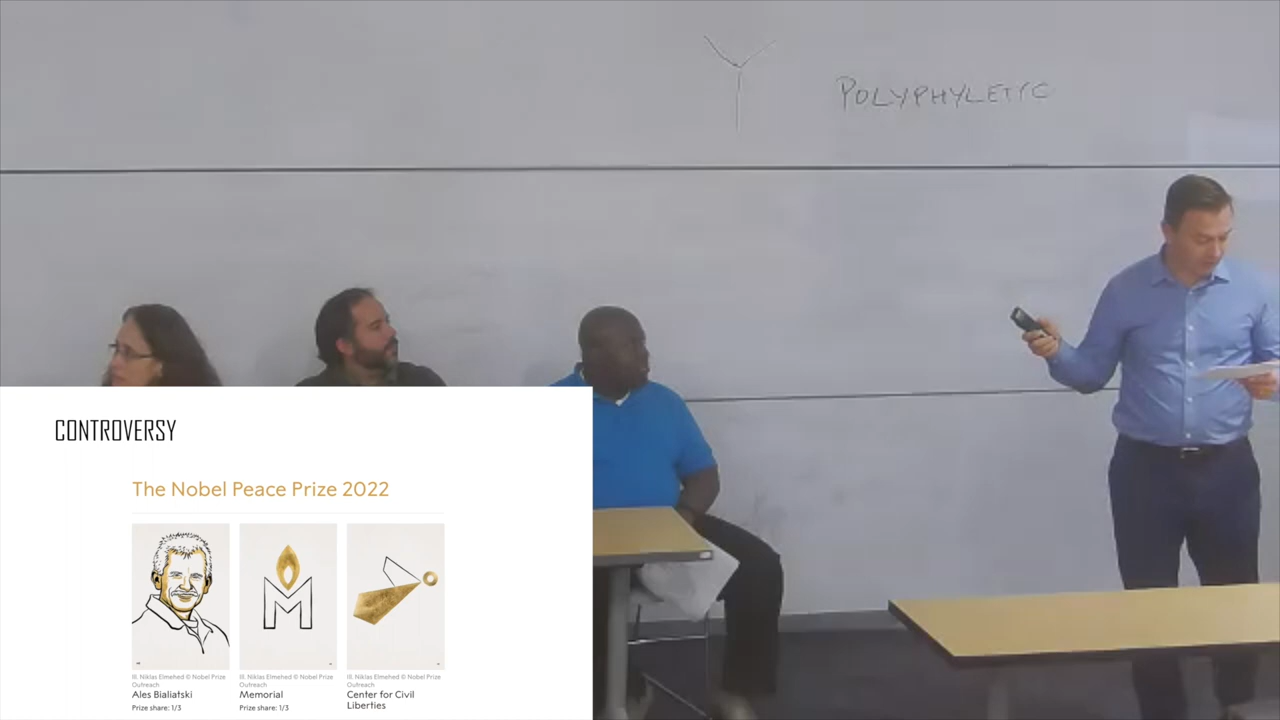 POLYPHYLETIC
CONTROVERSY
The Nobel Peace Prize 2022
Ill. Niklas Elmehed © Nobel Prize Outreach
Ales Bialiatski
Prize share: 1/3
Ill. Niklas Elmehed © Nobel Prize Outreach
Memorial
Prize share: 1/3
Ill. Niklas Elmehed © Nobel Prize Outreach
Center for Civil
Liberties